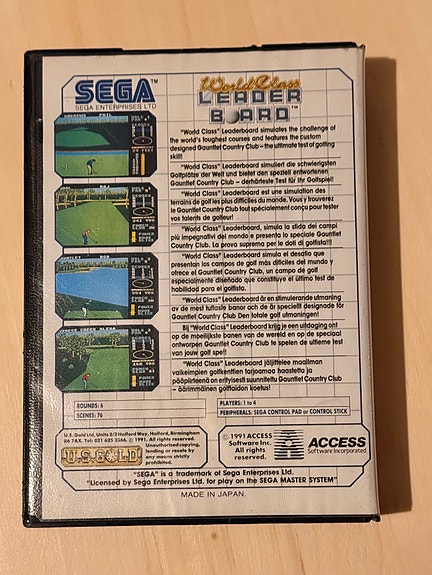 SEGA™
SEGA ENTERPRISES LTD
World Class
LEADER
BOARD™
"World Class" Leaderboard simulates the challenge of
the world's toughest courses and features the custom
designed Gauntlet Country Club – the ultimate test of golfing
skill!
"World Class" Leaderboard simuliert die schwierigsten
Golfplätze der Welt und bietet den speziell entworfenen
Gauntlet Country Club – derhärteste Test für Ihr Golfspiel!
"World Class" Leaderboard est une simulation des
terrains de golf les plus difficiles du monde. Vous y trouverez
le Gauntlet Country Club tout spécialement conçu pour tester
vos talents de golfeur!
"World Class" Leaderboard, simula la sfida dei campi
più impegnativi del mondo e presenta lo speciale Gauntlet
Country Club. La prova suprema per le doti di golfista!!!
"World Class" Leaderboard simula el desafio que
presentan los campos de golf más difíciles del mundo y
ofrece el Gauntlet Country Club, un campo de golf
especialmente diseñado que constituye el último test de
habilidad para el golfista.
"World Class" Leaderboard är en stimulerande utmaning
av de mest tuffaste banor och de är speciellt designade för
Gauntlet Country Club Den totale golf utmaningen!
Bij "World Class" Leaderboard krijg je een uitdaging ont
op de moeilijkste banen van de wereld en op de speciaal
ontworpen Gauntlet Country Club te spelen de ultieme test
van jouw golf spel!
"World Class" Leaderboard jäljittelee maailman
vaikeimpien golfkenttien tarjoamaa haastetta ja
pääpiirteenä on erityisesti suunniteltu Gauntlet Country Club
– äärimmäinen golftaidon koetus!
ROUNDS: 6
SCENES: 76
PLAYERS: 1 to 4
PERIPHERALS: SEGA CONTROL PAD or CONTROL STICK
U.S. Gold Ltd, Units 2/3 Holford Way, Holford, Birmingham
B6 7AX. Tel: 021 625 3366. © 1991. All rights reserved.
Unauthorised copying,
lending or resale by
any means strictly
prohibited.
U.S. GOLD
© 1991 ACCESS
Software Inc.
All rights
reserved.
ACCESS
Software Incorporated
"SEGA" is a trademark of Sega Enterprises Ltd.
"Licensed by Sega Enterprises Ltd. for play on the SEGA MASTER SYSTEM"
MADE IN JAPAN.